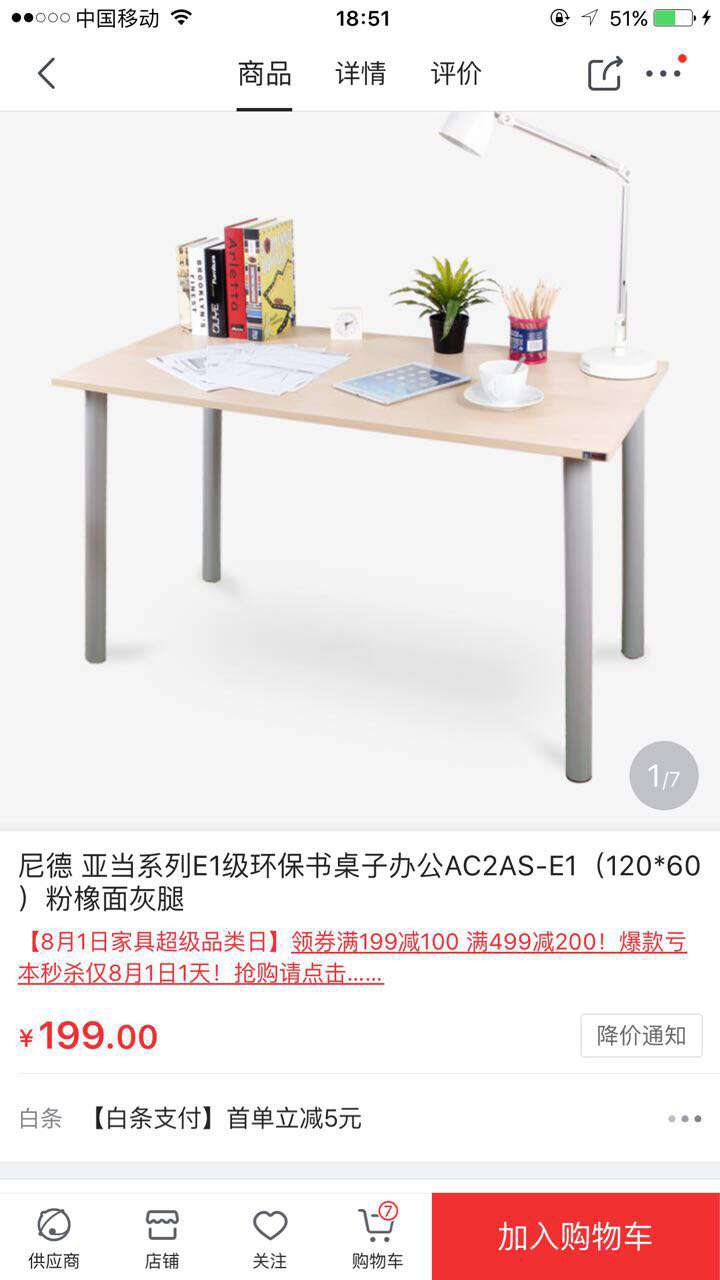 中国移动
18:51
51%
商品
详情
评价
FINEST
BROOKLYN'S
Furniture
Arletta
1/7
尼德 亚当系列E1级环保书桌子办公AC2AS-E1（120*60
）粉橡面灰腿
【8月1日家具超级品类日】领券满199减100 满499减200！爆款亏
本秒杀仅8月1日1天！抢购请点击......
¥199.00
降价通知
白条
【白条支付】首单立减5元
供应商
店铺
关注
7
购物车
加入购物车